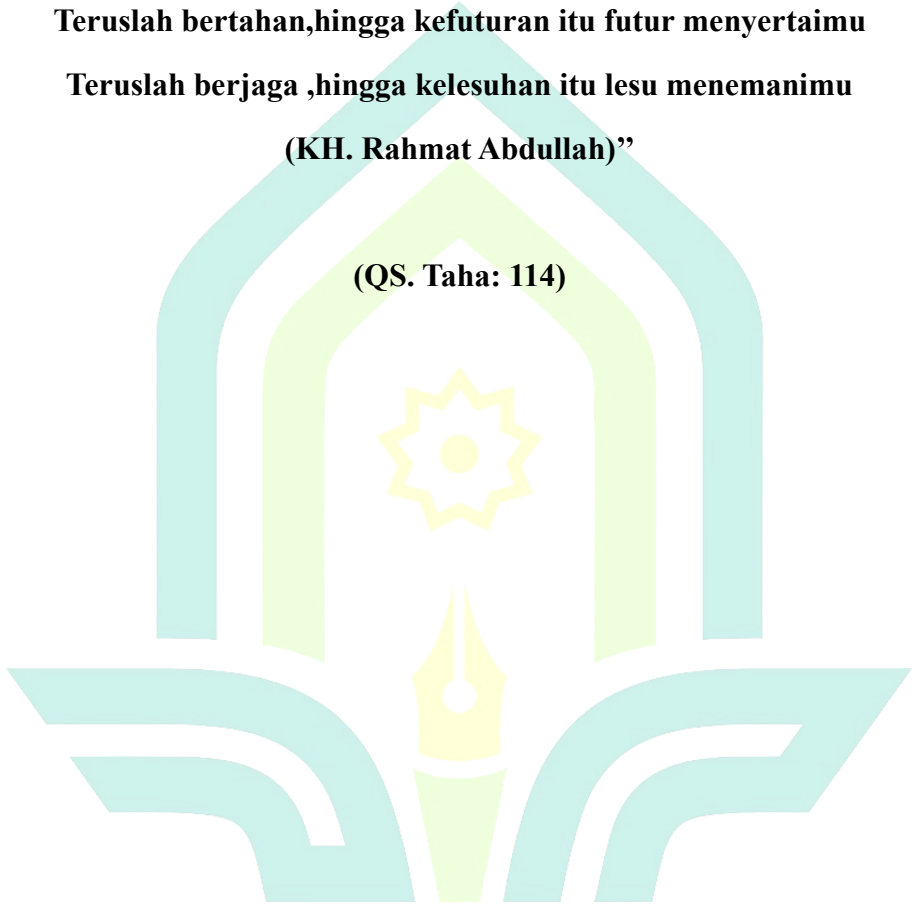 Teruslah bertahan,hingga kefuturan itu futur menyertaimu
Teruslah berjaga ,hingga kelesuhan itu lesu menemanimu
(KH. Rahmat Abdullah)”
(QS. Taha: 114)